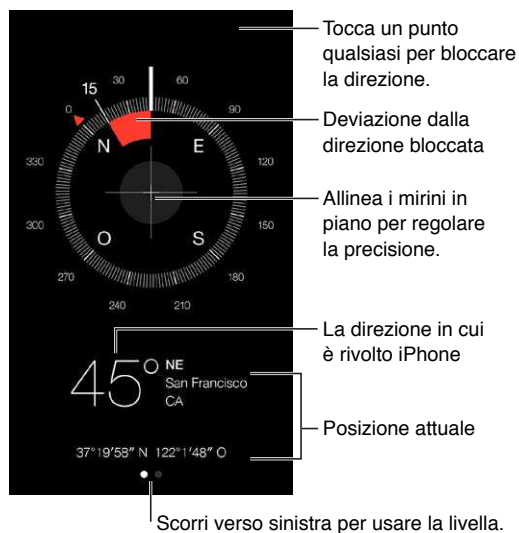 Tocca un punto
qualsiasi per bloccare
la direzione.
15
30
60
0
90
N
E
Deviazione dalla
direzione bloccata
330
120
Allinea i mirini in
piano per regolare
la precisione.
300
150
O
S
270
180
240
210
La direzione in cui
è rivolto iPhone
45° NE
San Francisco
CA
Posizione attuale
37°19′58″ N 122°1′48″ O
Scorri verso sinistra per usare la livella.